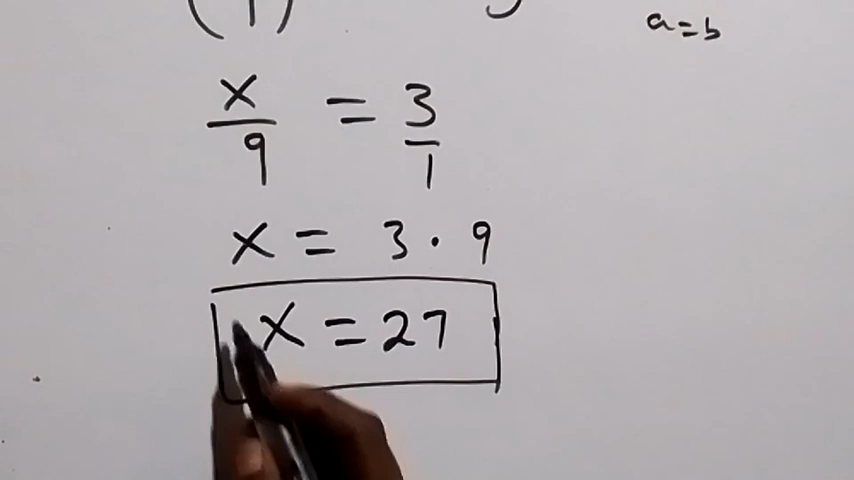 a = b
x/9 = 3/1
x = 3 · 9
x = 27